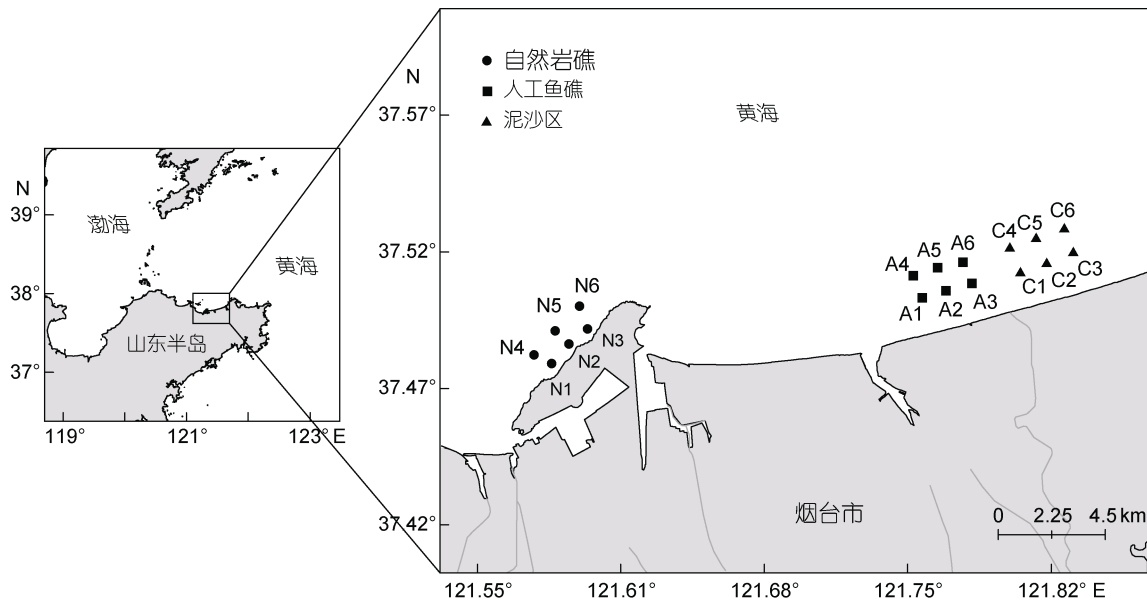 N
39°
38°
37°
119°
121°
123° E
渤海
黄海
山东半岛
N
37.57°
37.52°
37.47°
37.42°
自然岩礁
人工鱼礁
泥沙区
黄海
C6
C5
C4
A6
A5
A4
C3
C2
C1
A3
A2
A1
N6
N5
N4
N3
N2
N1
烟台市
0 2.25 4.5 km
121.55° 121.61° 121.68° 121.75° 121.82° E